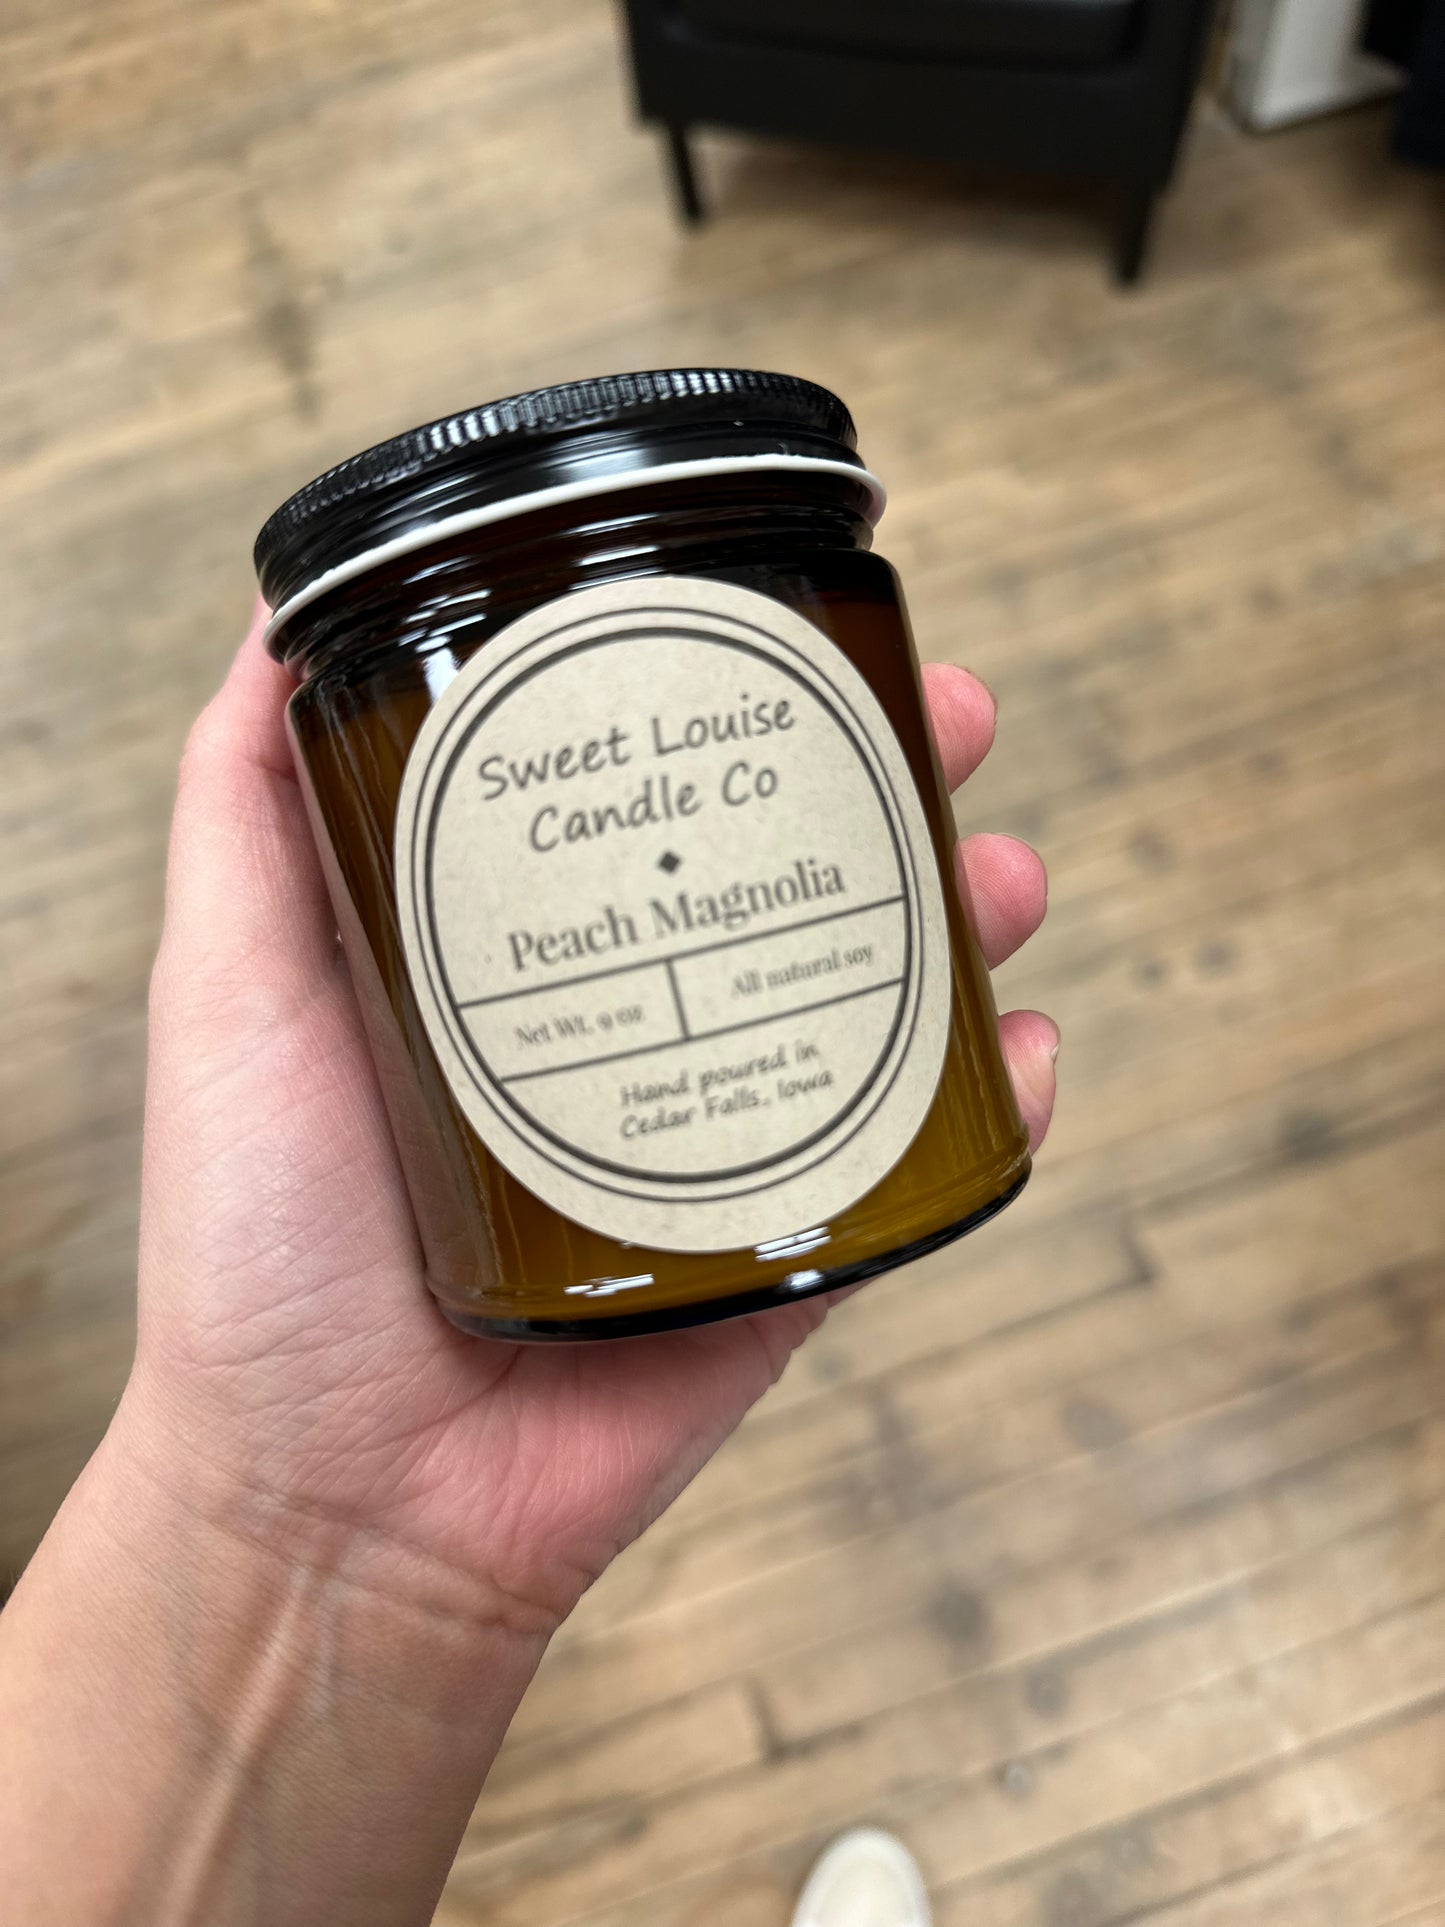 Sweet Louise
Candle Co
Peach Magnolia
Net Wt. 9 oz
All natural soy
Hand poured in
Cedar Falls, Iowa